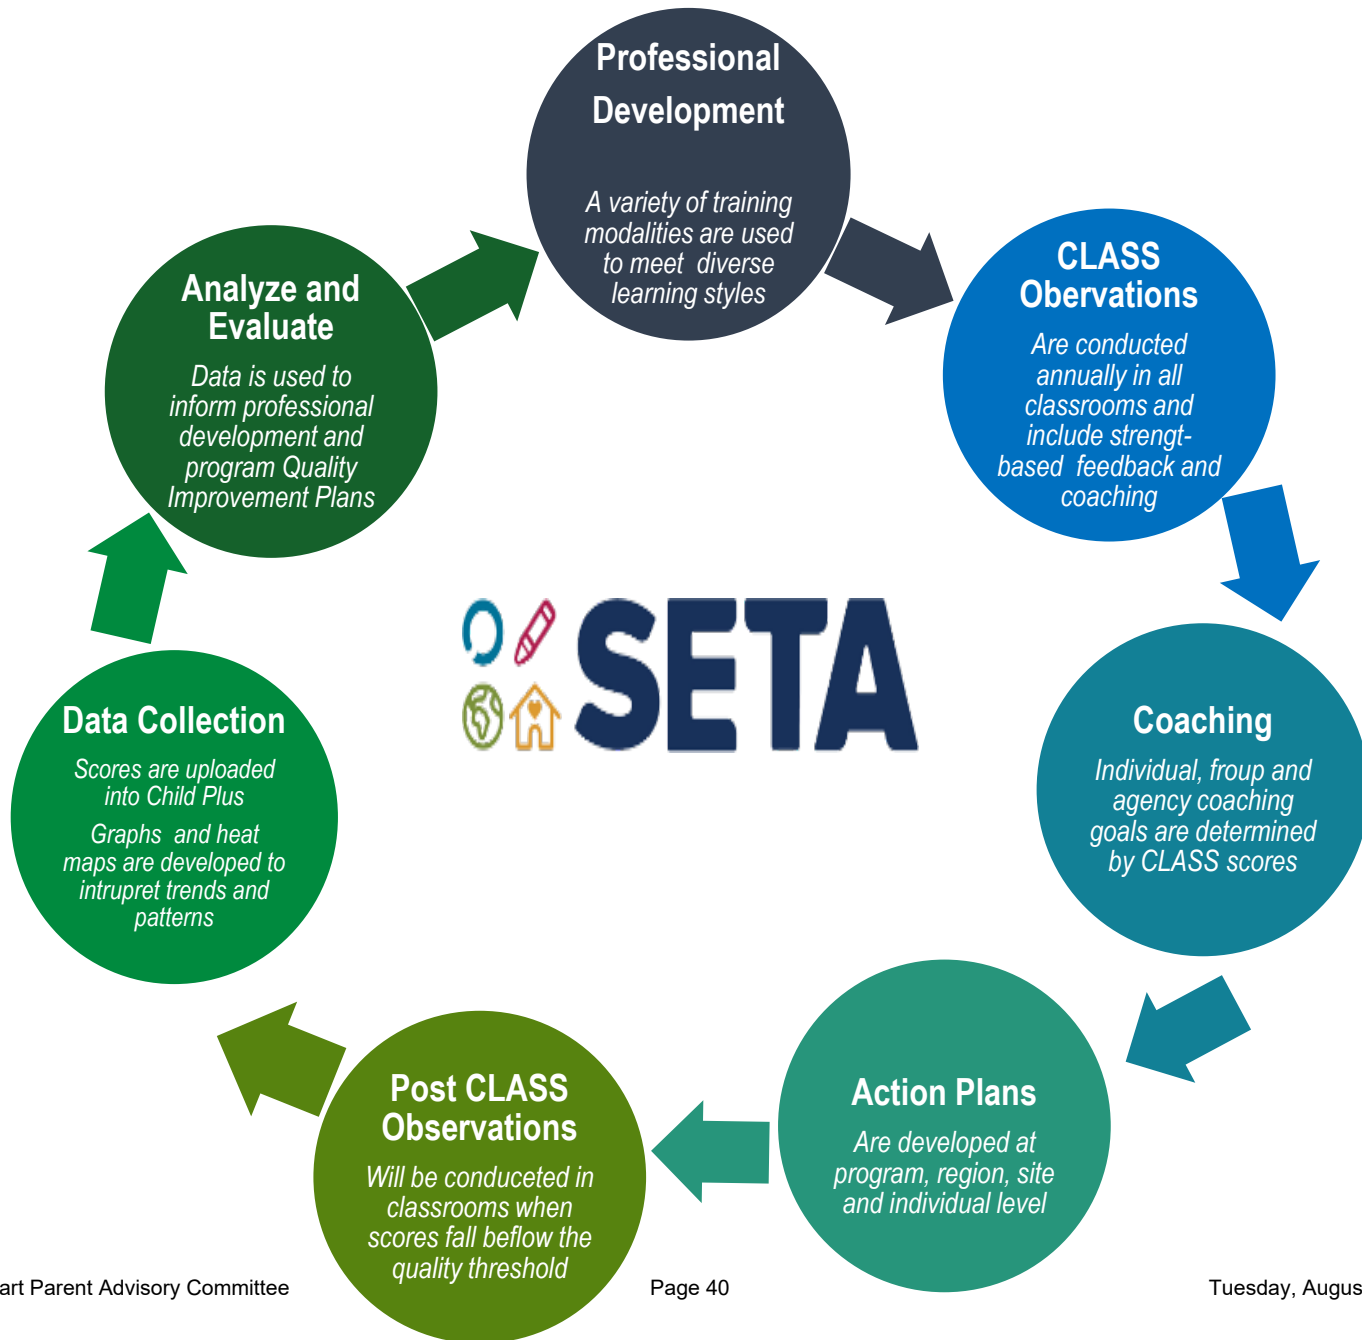 Professional
Development
A variety of training
modalities are used
to meet diverse
learning styles
CLASS
Obervations
Are conducted
annually in all
classrooms and
include strengt-
based feedback and
coaching
Coaching
Individual, froup and
agency coaching
goals are determined
by CLASS scores
Action Plans
Are developed at
program, region, site
and individual level
Post CLASS
Observations
Will be conduceted in
classrooms when
scores fall beflow the
quality threshold
Data Collection
Scores are uploaded
into Child Plus
Graphs and heat
maps are developed to
intrupret trends and
patterns
Analyze and
Evaluate
Data is used to
inform professional
development and
program Quality
Improvement Plans
SETA
art Parent Advisory Committee
Page 40
Tuesday, Augus